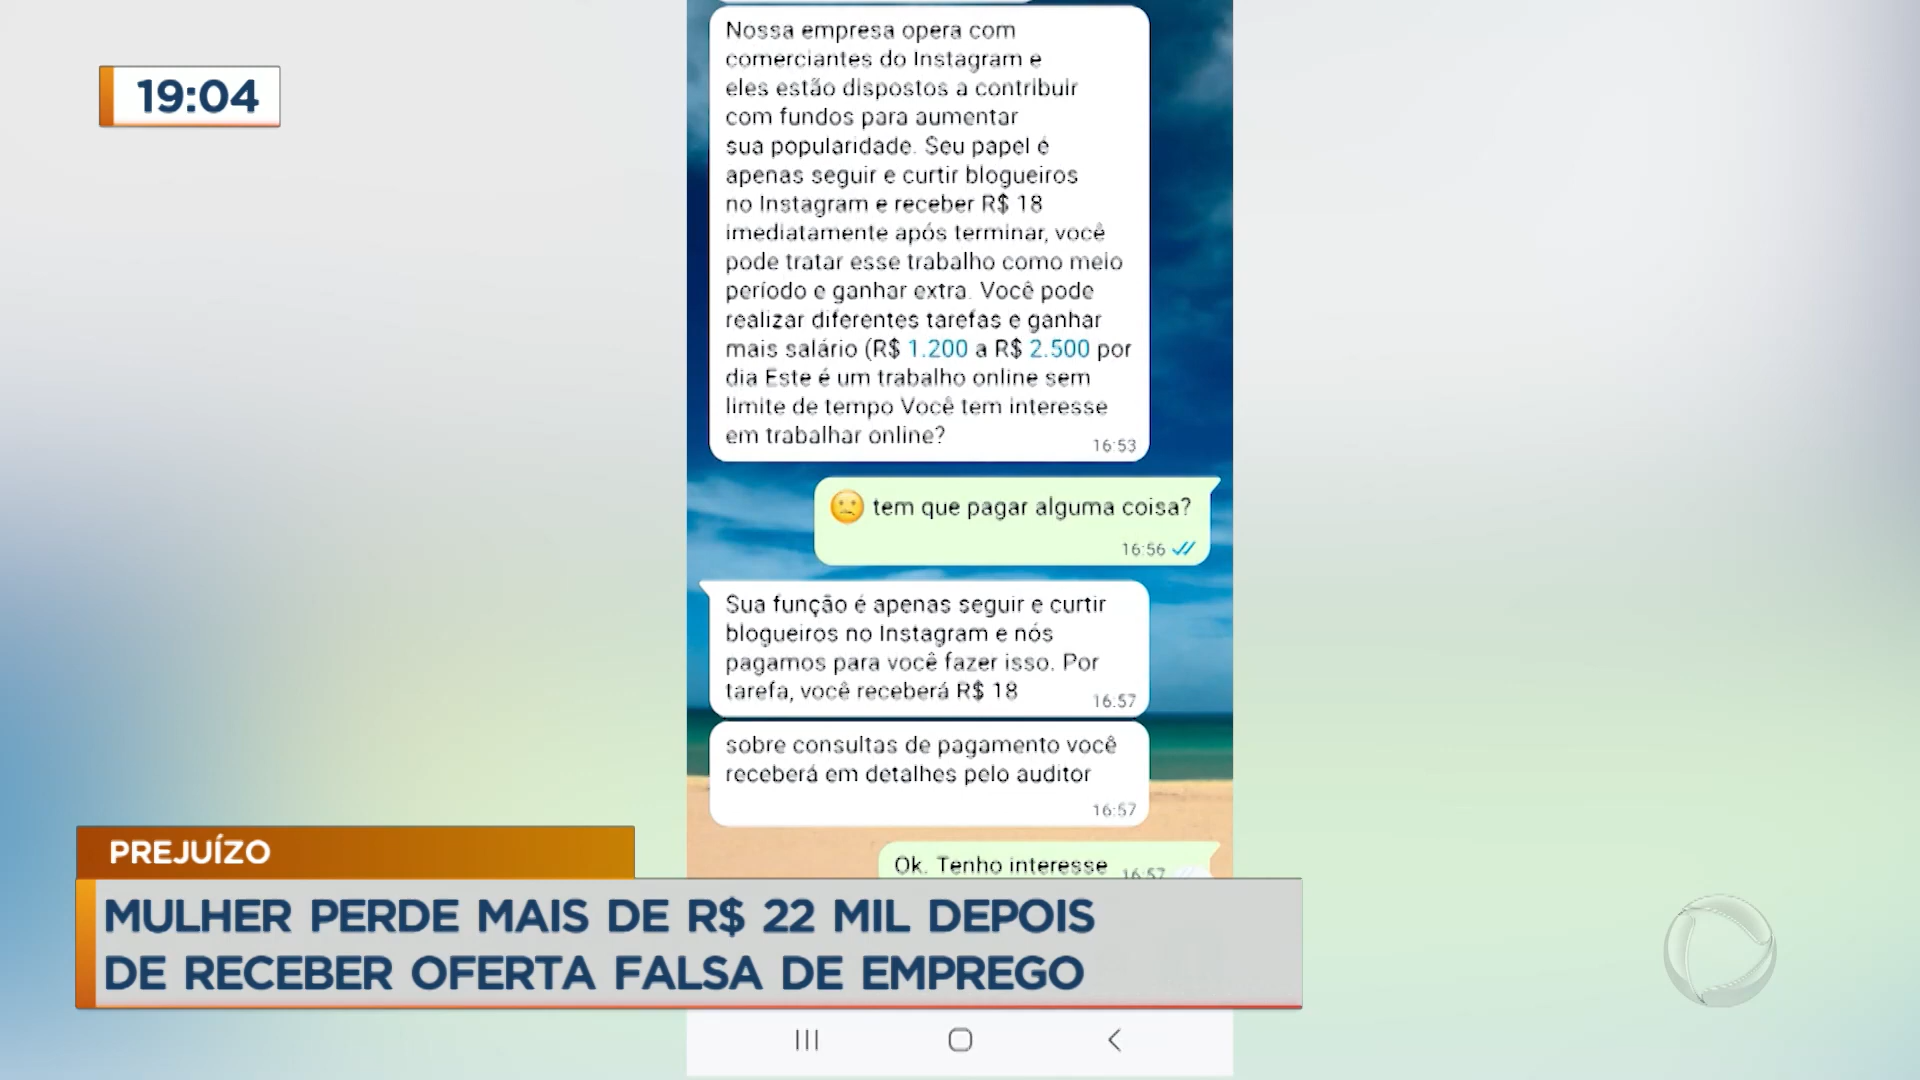 19:04
Nossa empresa opera com
comerciantes do Instagram e
eles estão dispostos a contribuir
com fundos para aumentar
sua popularidade. Seu papel é
apenas seguir e curtir blogueiros
no Instagram e receber R$ 18
imediatamente após terminar, você
pode tratar esse trabalho como meio
período e ganhar extra. Você pode
realizar diferentes tarefas e ganhar
mais salário (R$ 1.200 a R$ 2.500 por
dia Este é um trabalho online sem
limite de tempo Você tem interesse
em trabalhar online?
16:53
tem que pagar alguma coisa?
16:56
Sua função é apenas seguir e curtir
blogueiros no Instagram e nós
pagamos para você fazer isso. Por
tarefa, você receberá R$ 18
16:57
sobre consultas de pagamento você
receberá em detalhes pelo auditor
16:57
Ok. Tenho interesse
16:57
PREJUÍZO
MULHER PERDE MAIS DE R$ 22 MIL DEPOIS
DE RECEBER OFERTA FALSA DE EMPREGO